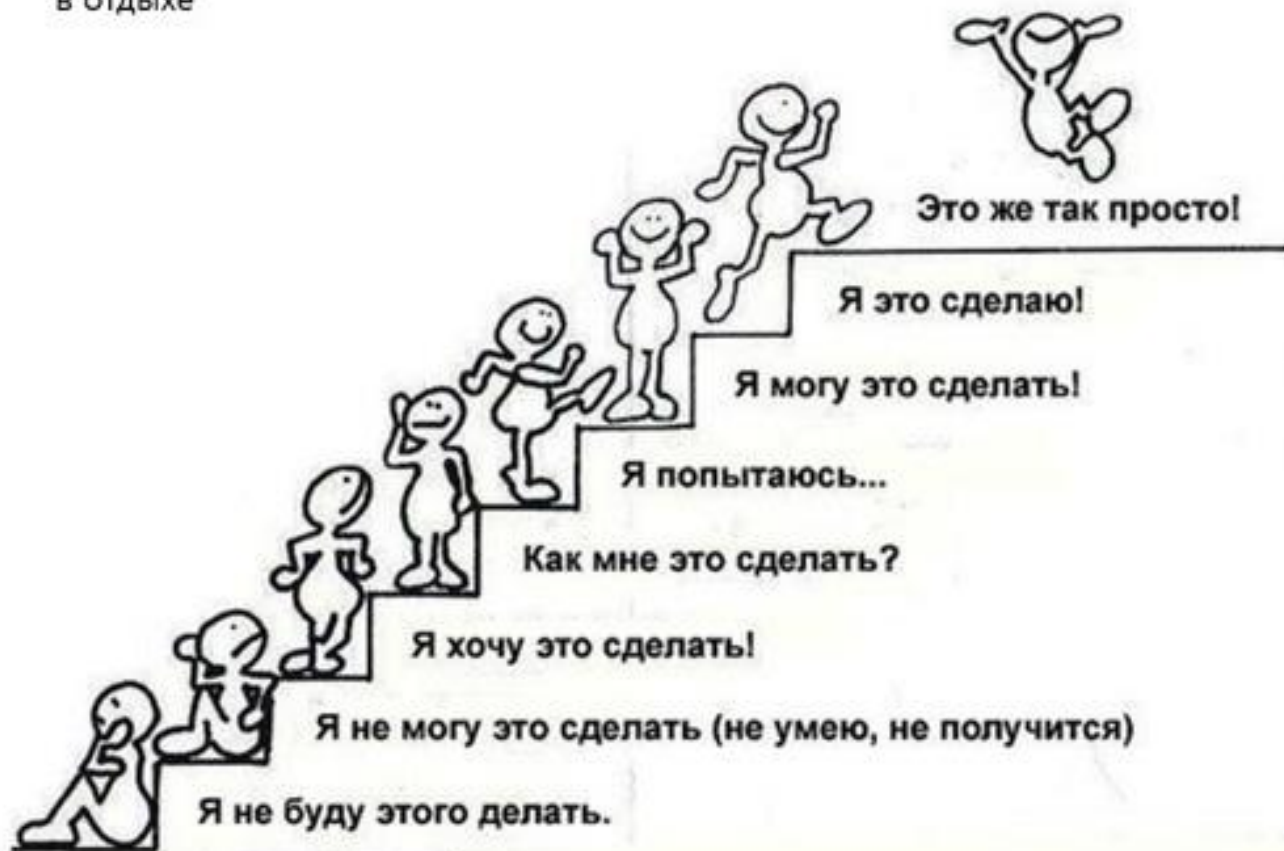 в отдыхе
Это же так просто!
Я это сделаю!
Я могу это сделать!
Я попытаюсь...
Как мне это сделать?
Я хочу это сделать!
Я не могу это сделать (не умею, не получится)
Я не буду этого делать.